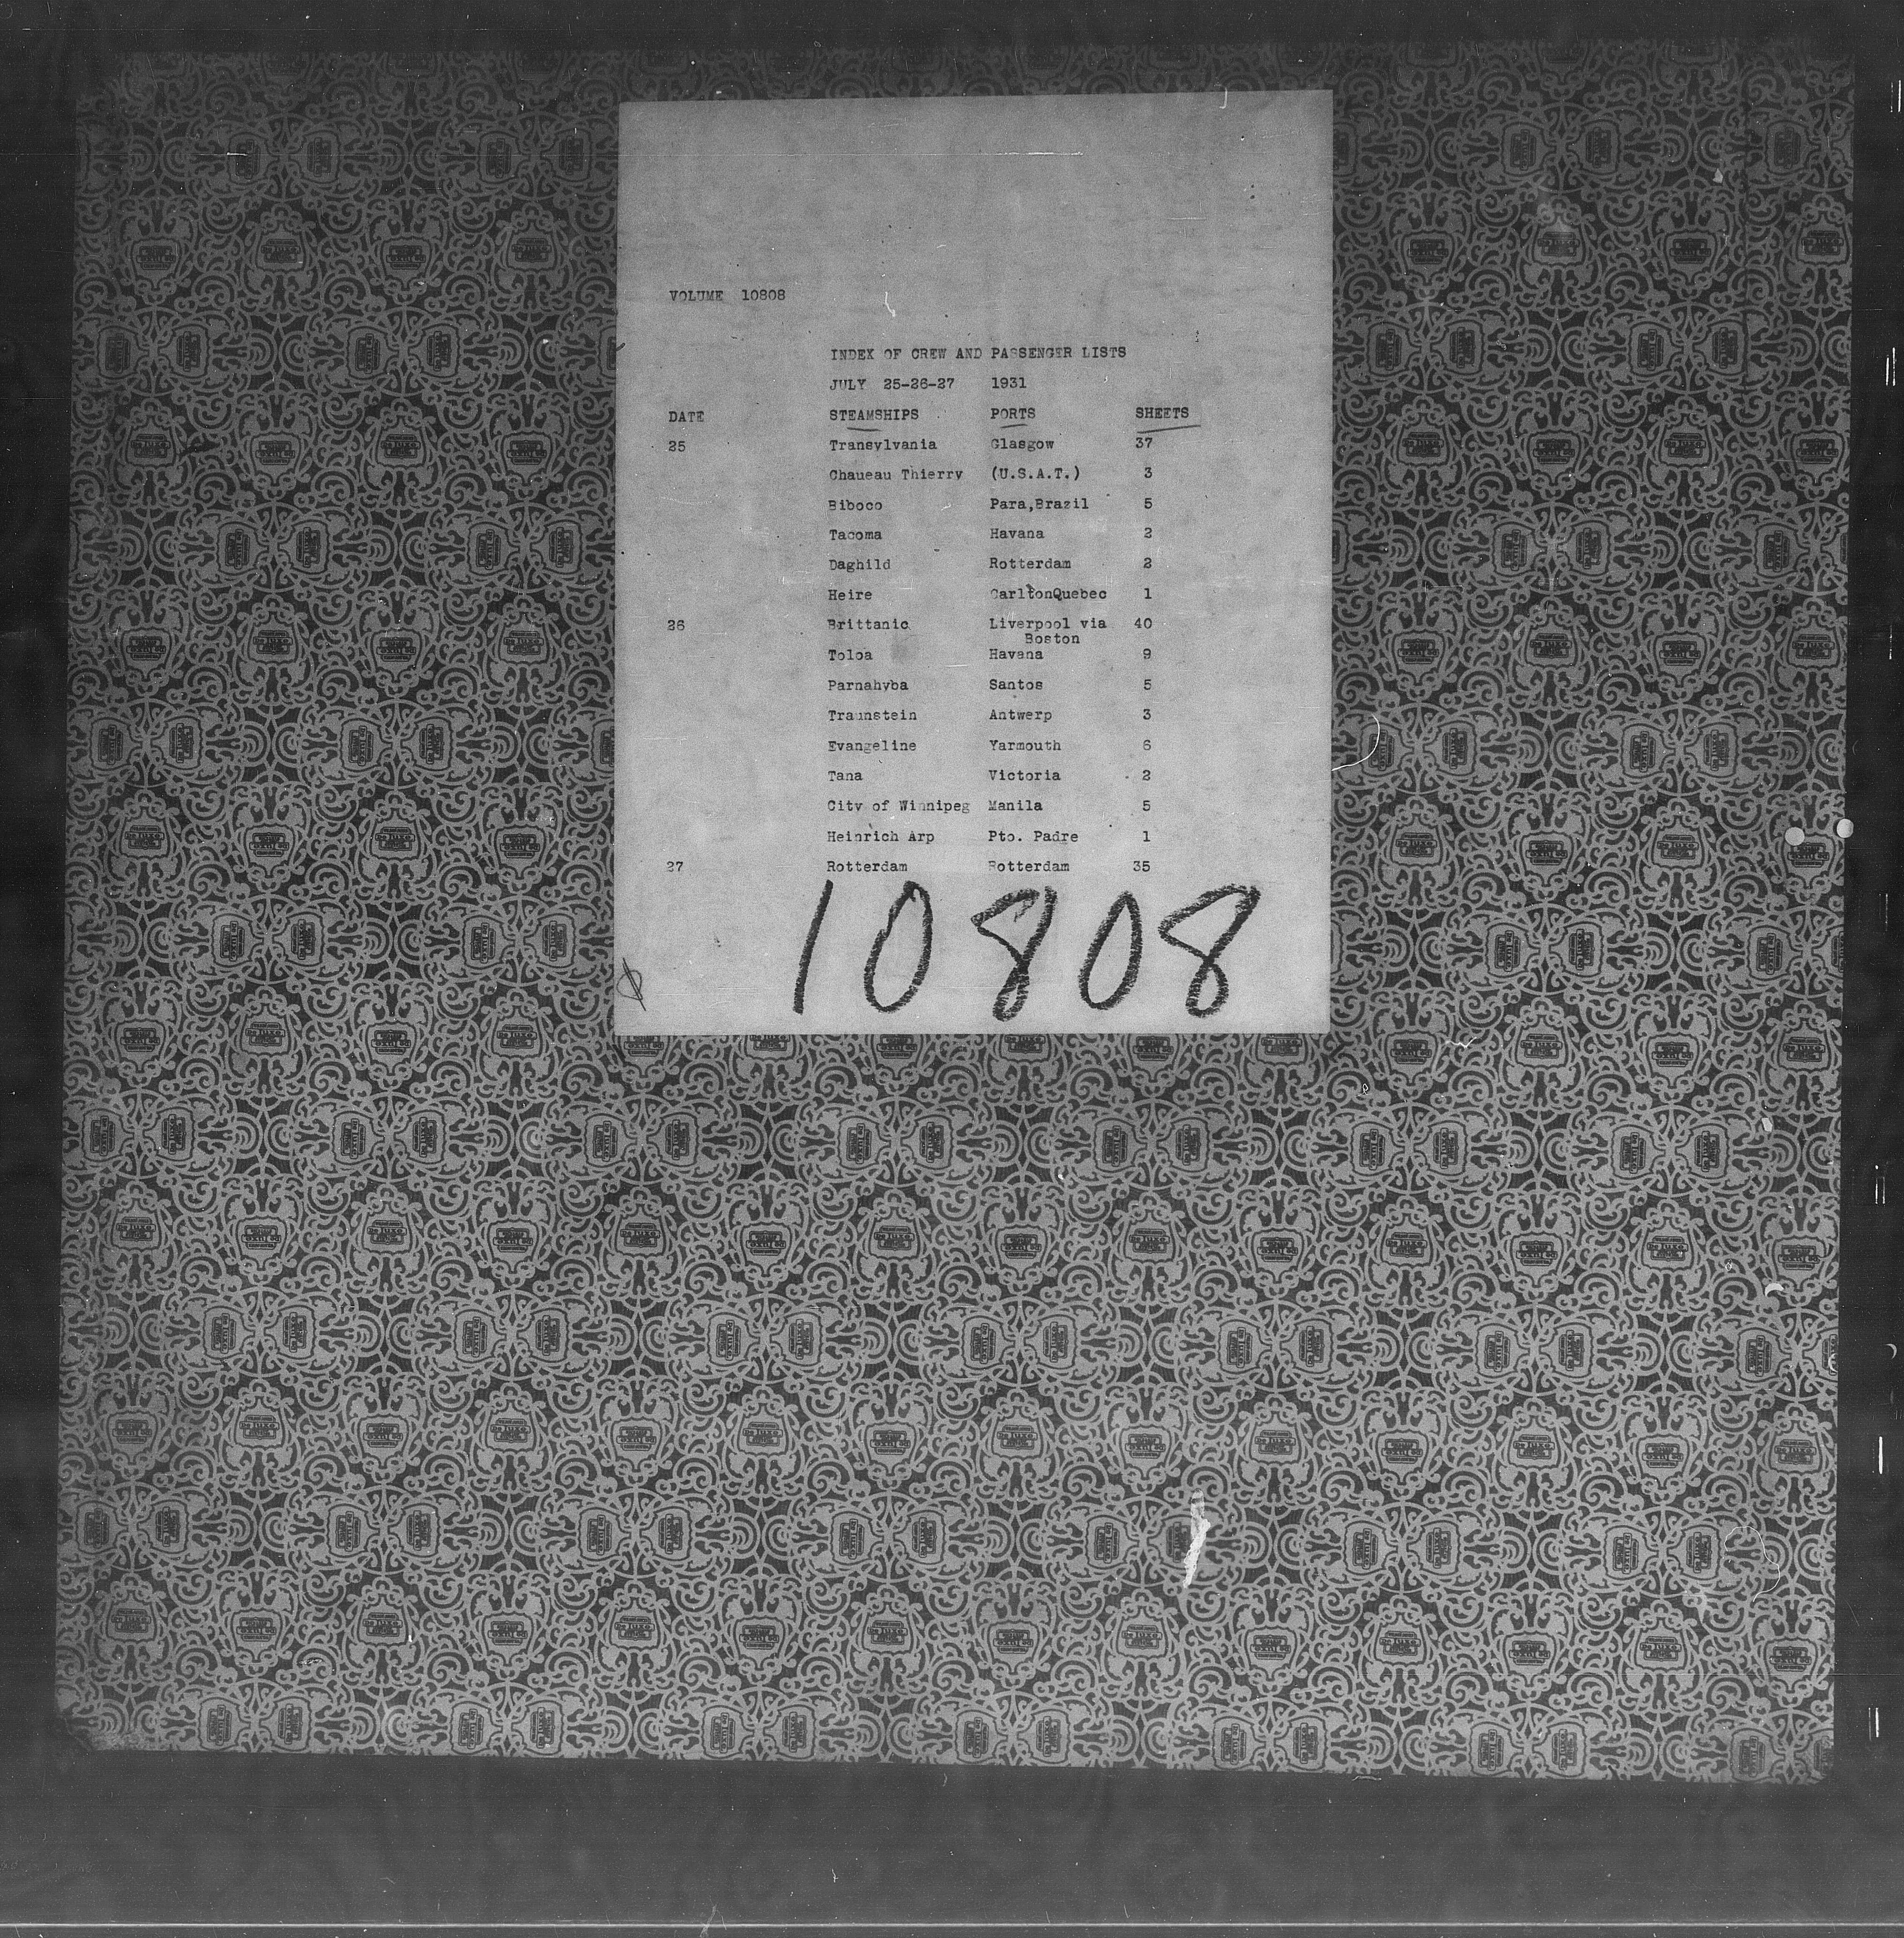 VOLUME 10808
INDEX OF CREW AND PASSENGER LISTS
JULY 25-26-27 1931
DATE STEAMSHIPS PORTS SHEETS
25 Transylvania Glasgow 37
Chaueau Thierry (U.S.A.T.) 3
Biboco Para,Brazil 5
Tacoma Havana 2
Daghild Rotterdam 2
Heire CarltonQuebec 1
26 Brittanic Liverpool via 40
Boston
Toloa Havana 9
Parnahyba Santos 5
Traunstein Antwerp 3
Evangeline Yarmouth 6
Tana Victoria 2
City of Winnipeg Manila 5
Heinrich Arp Pto. Padre 1
27 Rotterdam Rotterdam 35
10808